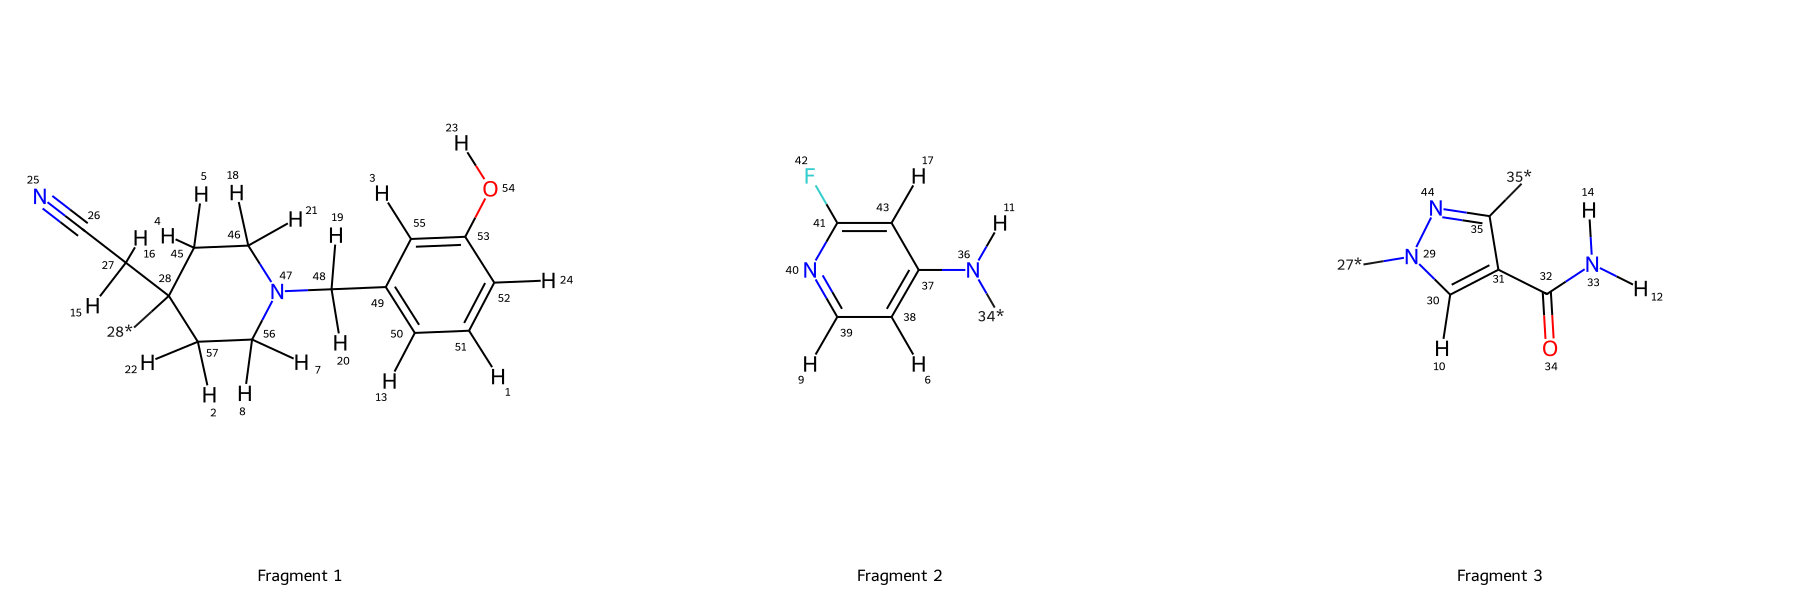 23
H
O 54
3
H
5
H
18
H
25
N
26
21
H
19
H
55
53
4
H
H
16
45
46
27
28
47
N
48
49
52
H 24
15 H
28*
56
57
50
51
22 H
H 7
H
20
H
2
H
8
H
13
H
1
Fragment 1
42
F
17
H
41
43
11
H
40 N
36
N
37
34*
39
38
H
9
H
6
Fragment 2
35*
44
N
35
14
H
27*
N 29
30
31
32
N
33
H 12
H
10
O
34
Fragment 3